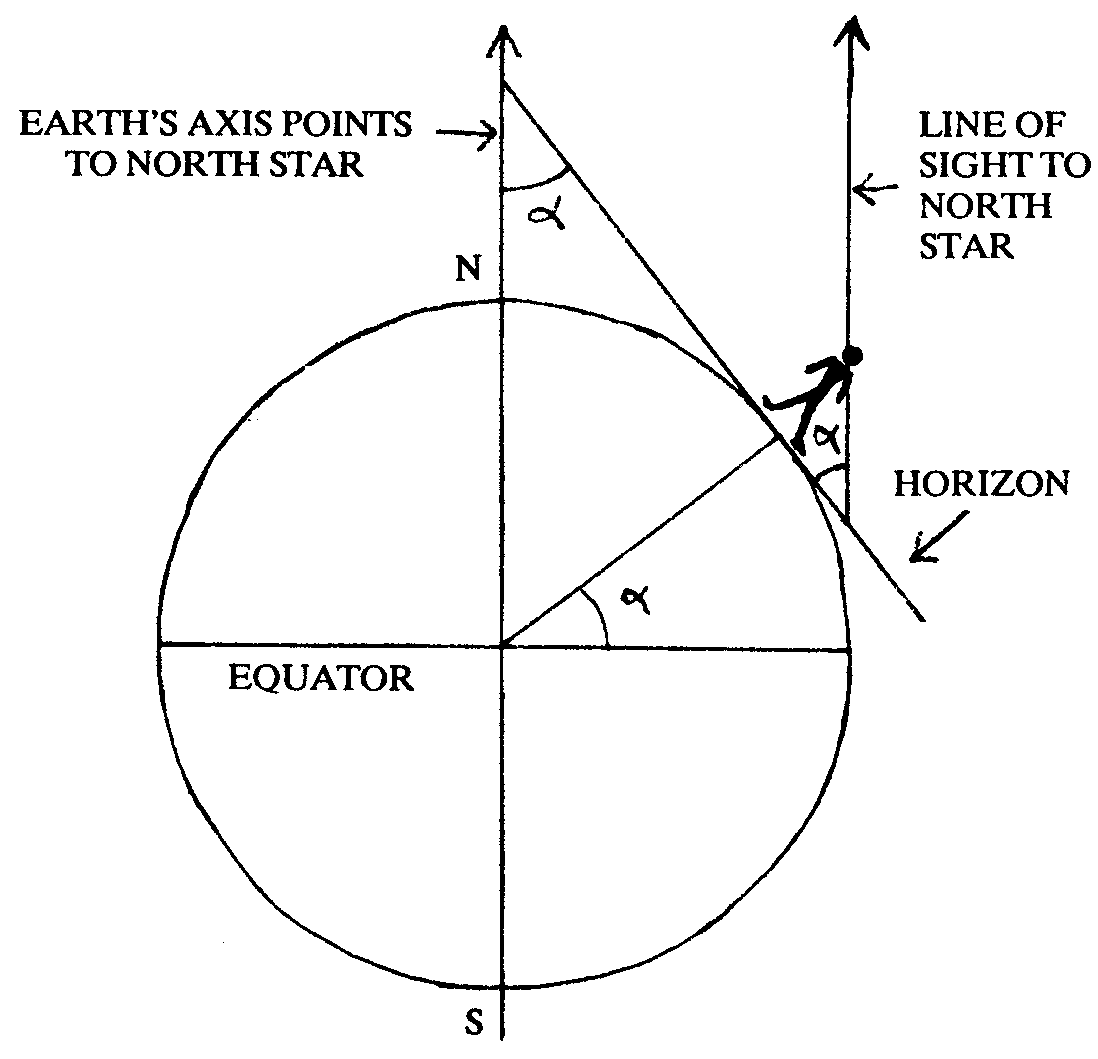 EARTH'S AXIS POINTS
TO NORTH STAR
LINE OF
SIGHT TO
NORTH
STAR
α
N
α
HORIZON
α
EQUATOR
S